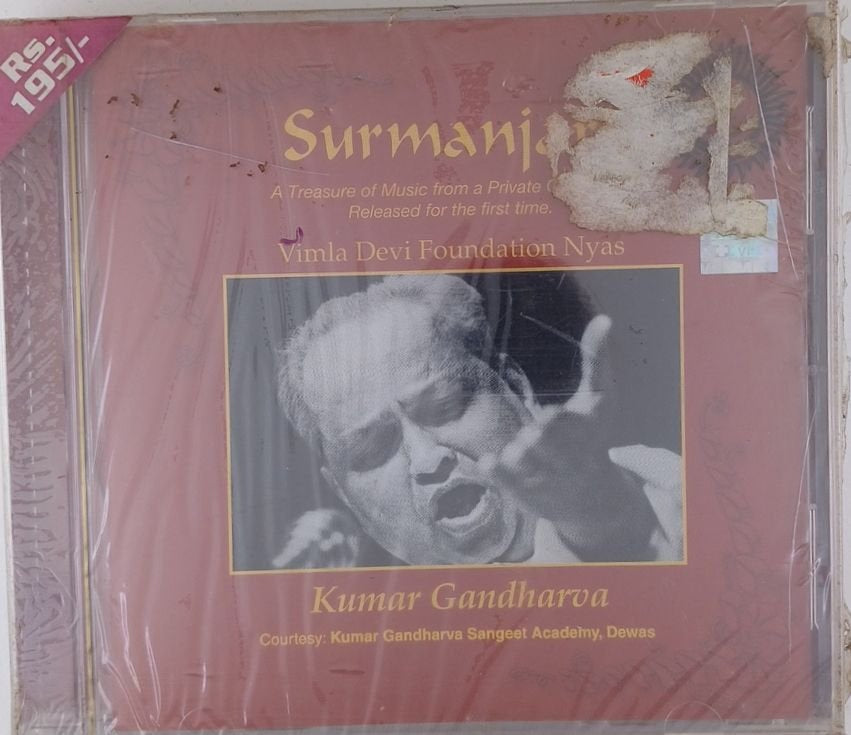 Rs.
195/-
Surmanja
A Treasure of Music from a Private
Released for the first time.
Vimla Devi Foundation Nyas
Kumar Gandharva
Courtesy: Kumar Gandharva Sangeet Academy, Dewas